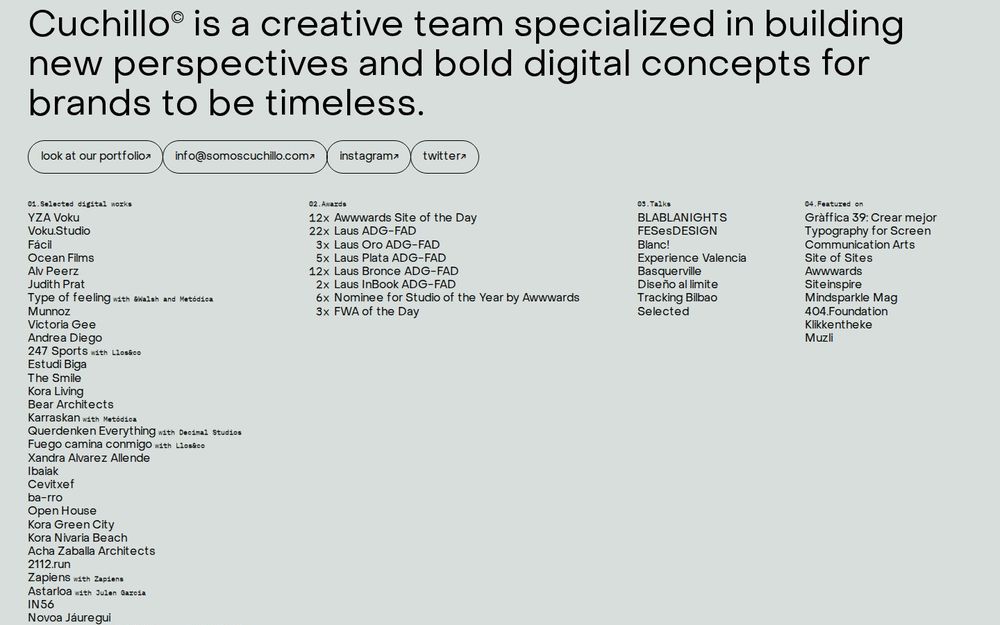 Cuchillo© is a creative team specialized in building
new perspectives and bold digital concepts for
brands to be timeless.
look at our portfolio↗
info@somoscuchillo.com↗
instagram↗
twitter↗
01.Selected digital works
YZA Voku
Voku.Studio
Fácil
Ocean Films
Alv Peerz
Judith Prat
Type of feeling with &Walsh and Metódica
Munnoz
Victoria Gee
Andrea Diego
247 Sports with Llos&co
Estudi Biga
The Smile
Kora Living
Bear Architects
Karraskan with Metódica
Querdenken Everything with Decimal Studios
Fuego camina conmigo with Llos&co
Xandra Alvarez Allende
Ibaiak
Cevitxef
ba-rro
Open House
Kora Green City
Kora Nivaria Beach
Acha Zaballa Architects
2112.run
Zapiens with Zapiens
Astarloa with Julen Garcia
IN56
Novoa Jáuregui
02.Awards
12x Awwwards Site of the Day
22x Laus ADG-FAD
3x Laus Oro ADG-FAD
5x Laus Plata ADG-FAD
12x Laus Bronce ADG-FAD
2x Laus InBook ADG-FAD
6x Nominee for Studio of the Year by Awwwards
3x FWA of the Day
03.Talks
BLABLANIGHTS
FESesDESIGN
Blanc!
Experience Valencia
Basquerville
Diseño al limite
Tracking Bilbao
Selected
04.Featured on
Gràffica 39: Crear mejor
Typography for Screen
Communication Arts
Site of Sites
Awwwards
Siteinspire
Mindsparkle Mag
404.Foundation
Klikkentheke
Muzli